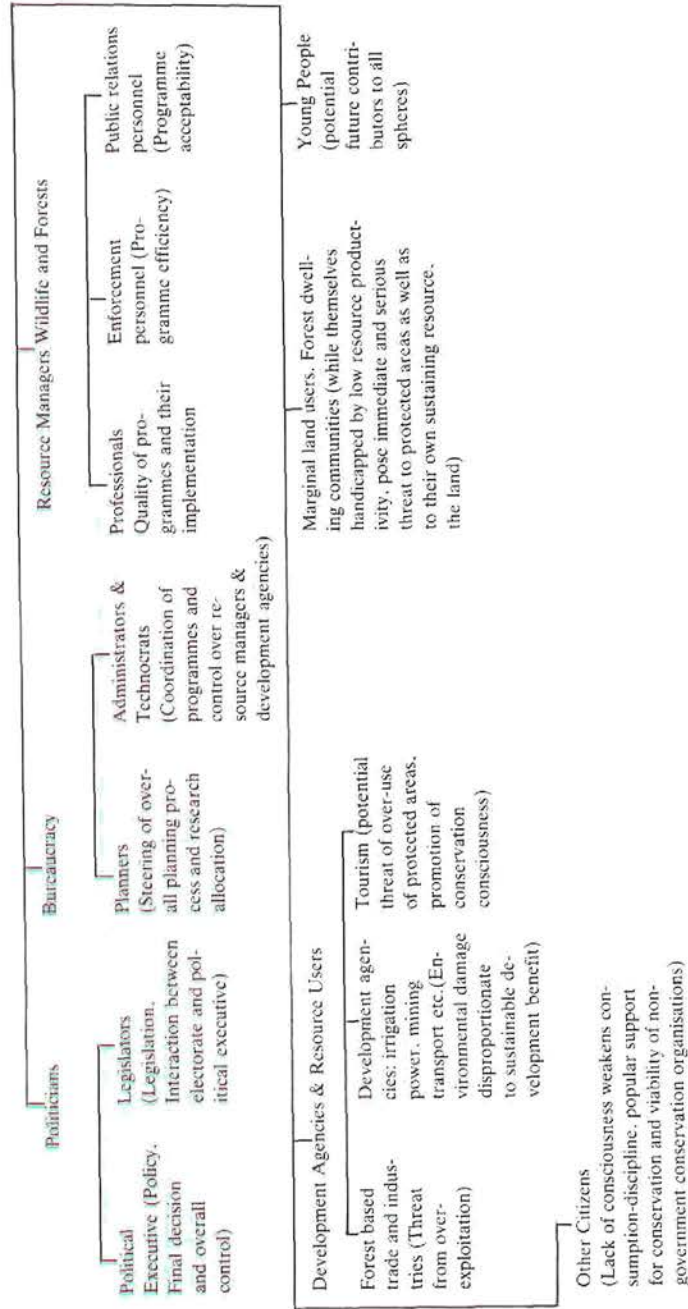 Politicians
Bureaucracy
Resource Managers Wildlife and Forests
Political
Executive (Policy.
Final decision
and overall
control)
Legislators
(Legislation.
Interaction between
electorate and pol-
itical executive)
Planners
(Steering of over-
all planning pro-
cess and research
allocation)
Administrators &
Technocrats
(Coordination of
programmes and
control over re-
source managers &
development agencies)
Professionals
Quality of pro-
grammes and their
implementation
Enforcement
personnel (Pro-
gramme efficiency)
Public relations
personnel
(Programme
acceptability)
Development Agencies & Resource Users
Forest based
trade and indus-
tries (Threat
from over-
exploitation)
Development agen-
cies: irrigation
power. mining
transport etc.(En-
vironmental damage
disproportionate
to sustainable de-
velopment benefit)
Tourism (potential
threat of over-use
of protected areas.
promotion of
conservation
consciousness)
Marginal land users. Forest dwell-
ing communities (while themselves
handicapped by low resource product-
ivity. pose immediate and serious
threat to protected areas as well as
to their own sustaining resource.
the land)
Young People
(potential
future contri-
butors to all
spheres)
Other Citizens
(Lack of consciousness weakens con-
sumption-discipline. popular support
for conservation and viability of non-
government conservation organisations)